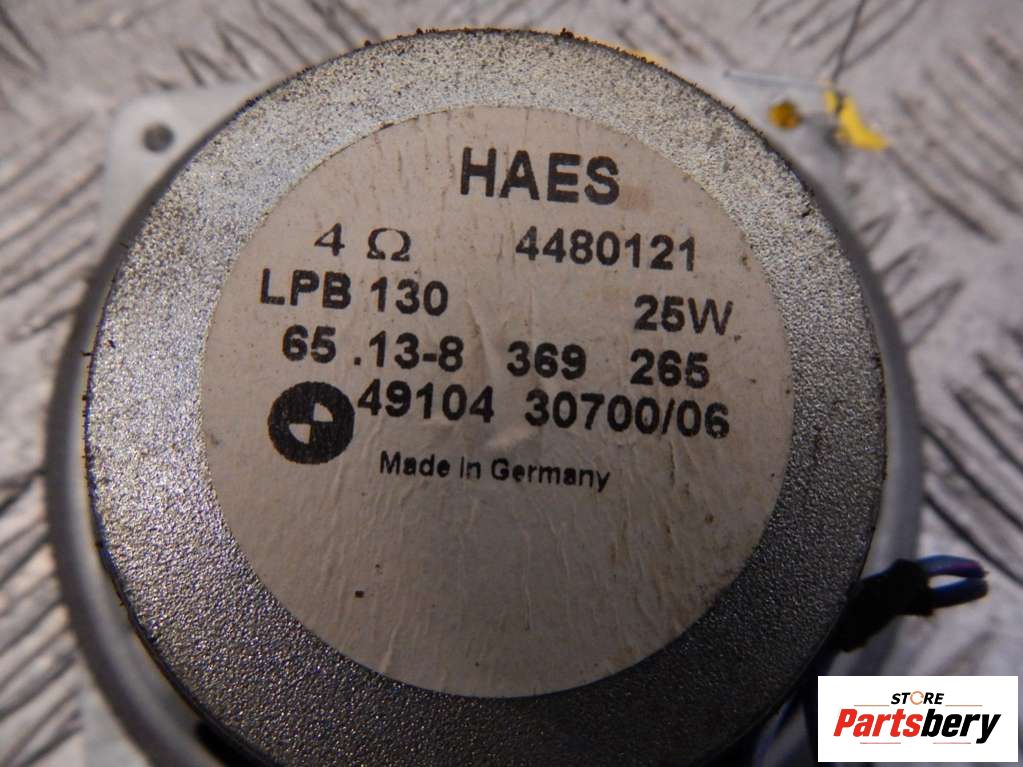 HAES
4 Ω 4480121
LPB 130 25W
65 .13-8 369 265
49104 30700/06
Made in Germany
STORE
Partsbery